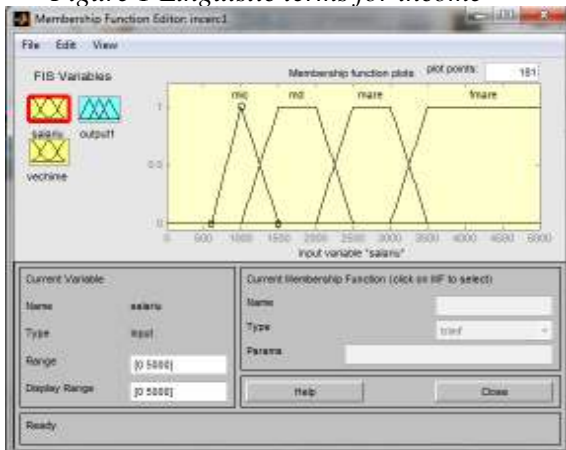 Figure 1 Linguistic terms for income
Membership Function Editor: incerc1
File Edit View
FIS Variables
Membership function plots
plot points:
181
salariu
output1
vechime
mic
md
mare
fmare
1
0.5
0
0 500 1000 1500 2000 2500 3000 3500 4000 4500 5000
input variable "salariu"
Current Variable
Name
salariu
Type
input
Range
[0 5000]
Display Range
[0 5000]
Current Membership Function (click on MF to select)
Name
Type
trimf
Params
Help
Close
Ready